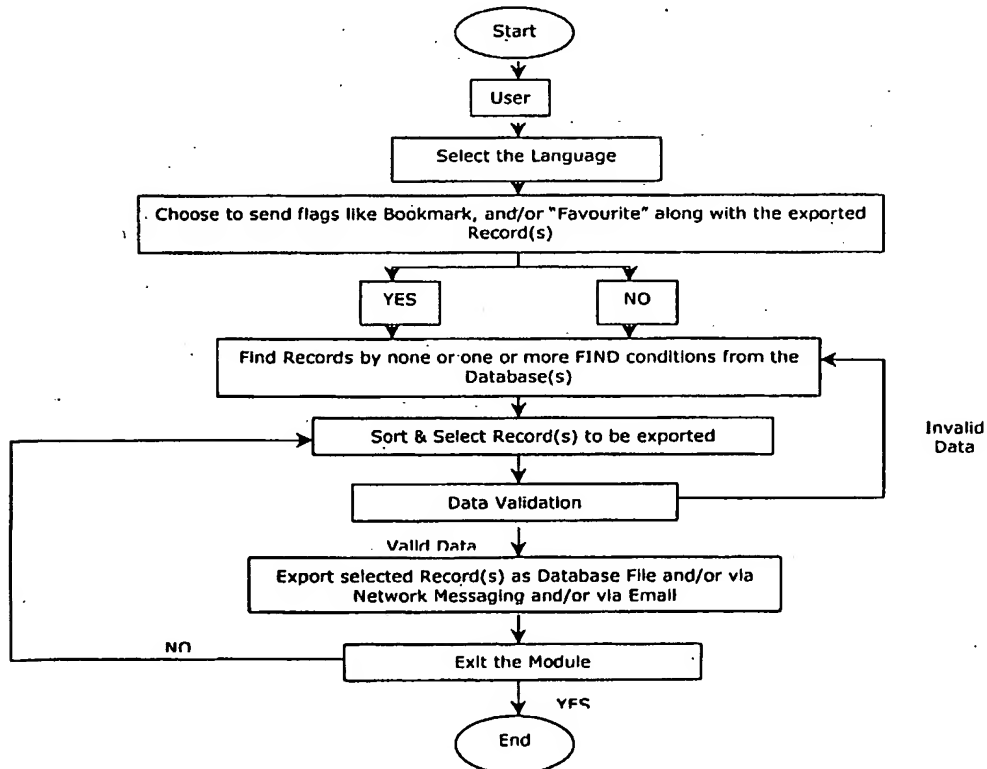 Start
User
Select the Language
Choose to send flags like Bookmark, and/or "Favourite" along with the exported
Record(s)
YES
NO
Find Records by none or one or more FIND conditions from the
Database(s)
Sort & Select Record(s) to be exported
Invalid
Data
Data Validation
Valid Data
Export selected Record(s) as Database File and/or via
Network Messaging and/or via Email
NO
Exit the Module
YES
End